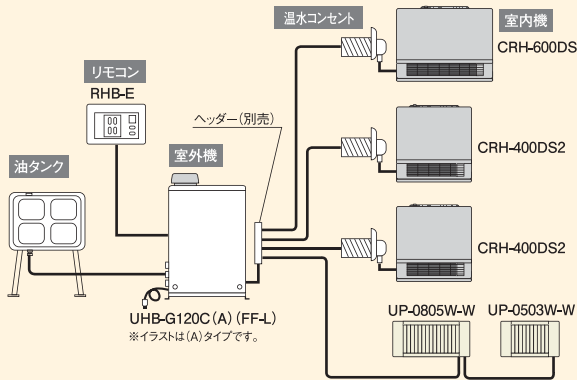 温水コンセント
室内機
CRH-600DS
リモコン
RHB-E
ヘッダー(別売)
油タンク
室外機
CRH-400DS2
CRH-400DS2
UHB-G120C(A)(FF-L)
※イラストは(A)タイプです。
UP-0805W-W
UP-0503W-W